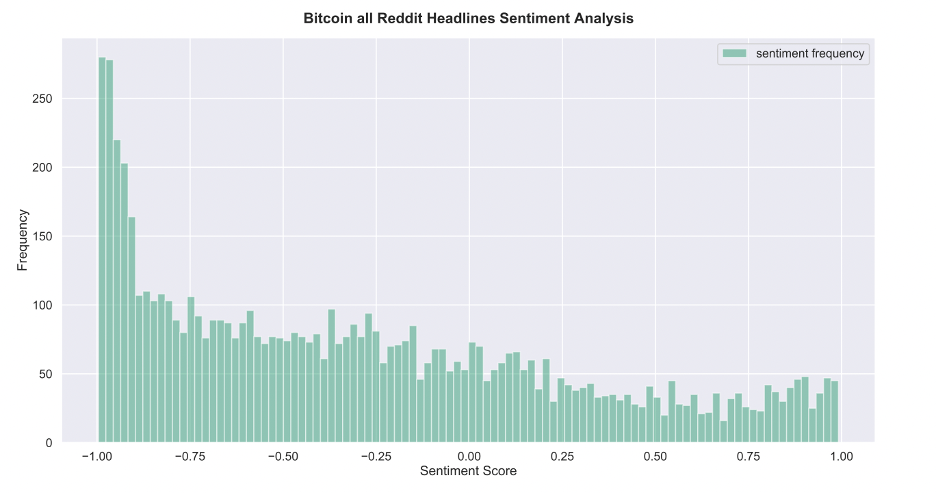 Bitcoin all Reddit Headlines Sentiment Analysis
sentiment frequency
Frequency
250
200
150
100
50
0
−1.00 −0.75 −0.50 −0.25 0.00 0.25 0.50 0.75 1.00
Sentiment Score